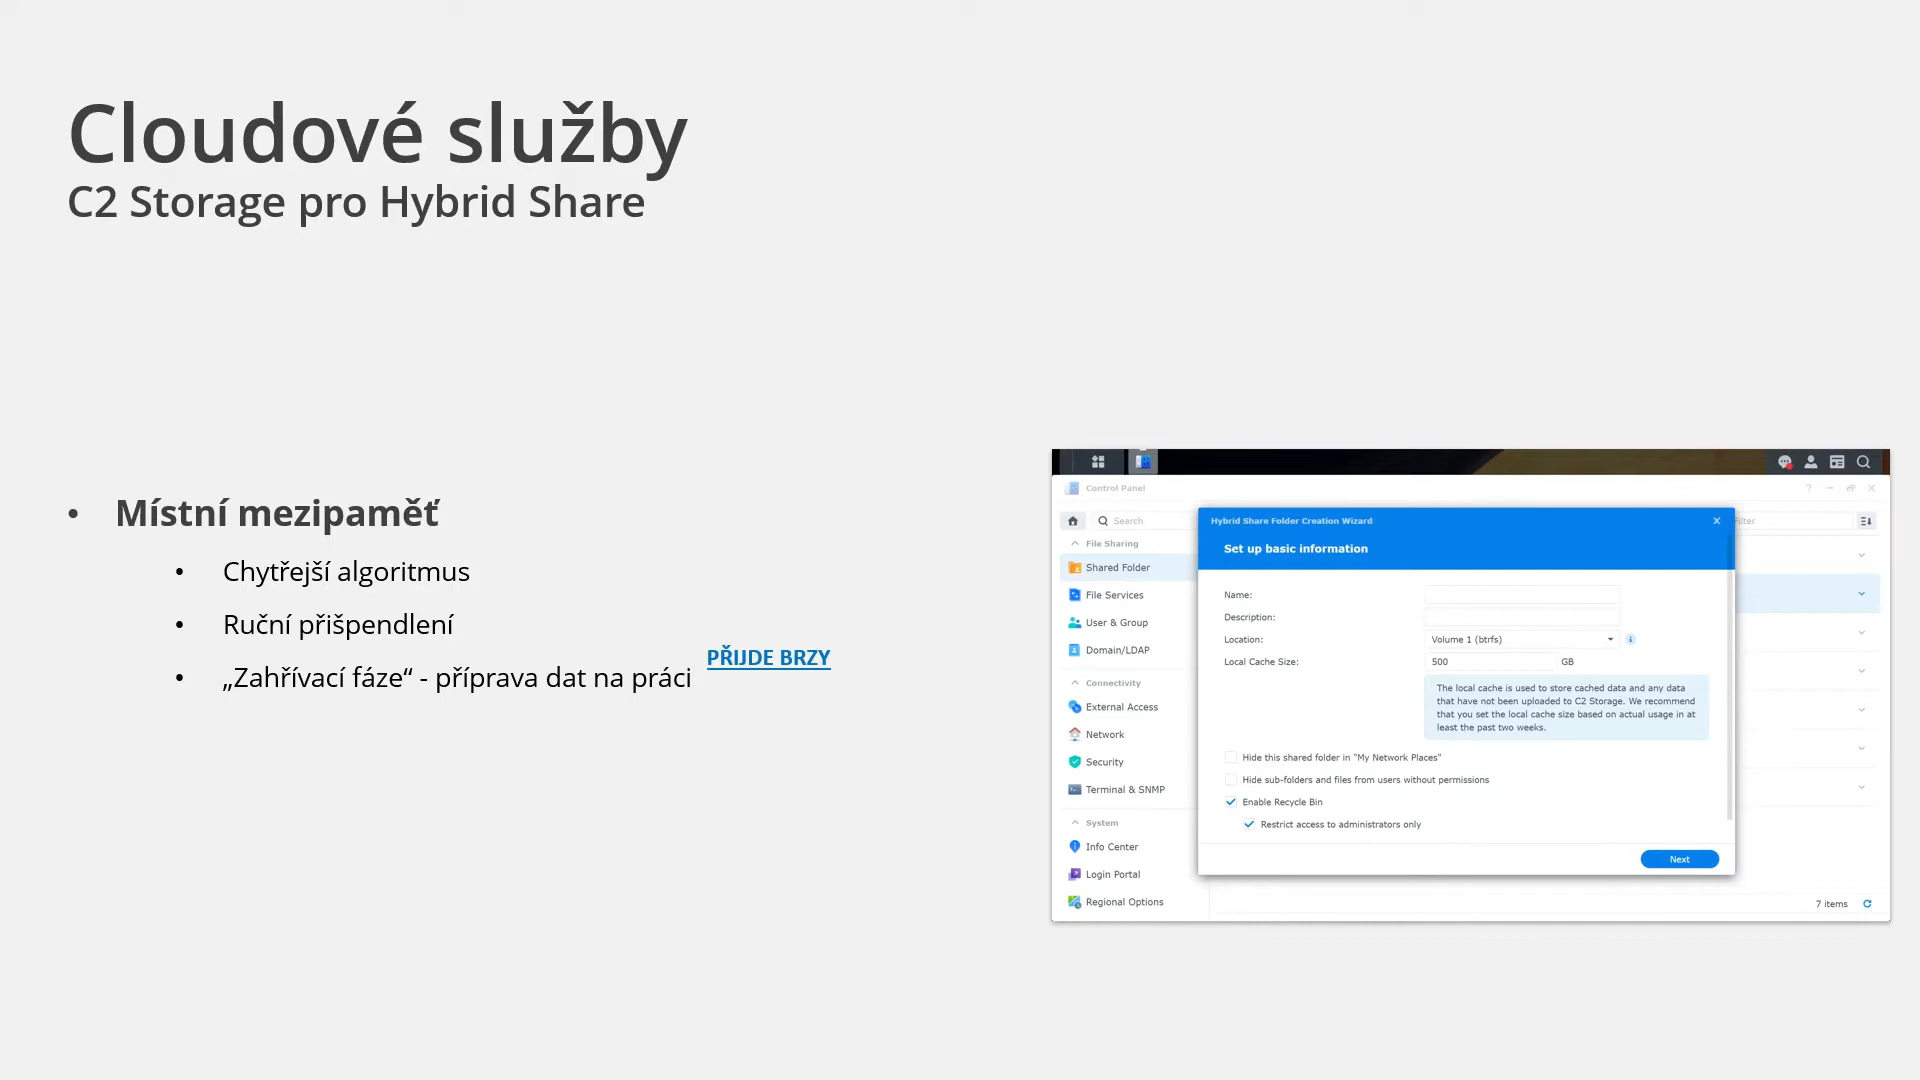 Cloudové služby
C2 Storage pro Hybrid Share
• Místní mezipaměť
• Chytřejší algoritmus
• Ruční přišpendlení
• „Zahřívací fáze“ - příprava dat na práci
PŘIJDE BRZY
Control Panel
Search
File Sharing
Shared Folder
File Services
User & Group
Domain/LDAP
Connectivity
External Access
Network
Security
Terminal & SNMP
System
Info Center
Login Portal
Regional Options
Hybrid Share Folder Creation Wizard
Set up basic information
Name:
Description:
Location: Volume 1 (btrfs)
Local Cache Size: 500 GB
The local cache is used to store cached data and any data
that have not been uploaded to C2 Storage. We recommend
that you set the local cache size based on actual usage in at
least the past two weeks.
Hide this shared folder in "My Network Places"
Hide sub-folders and files from users without permissions
Enable Recycle Bin
Restrict access to administrators only
Next
7 items